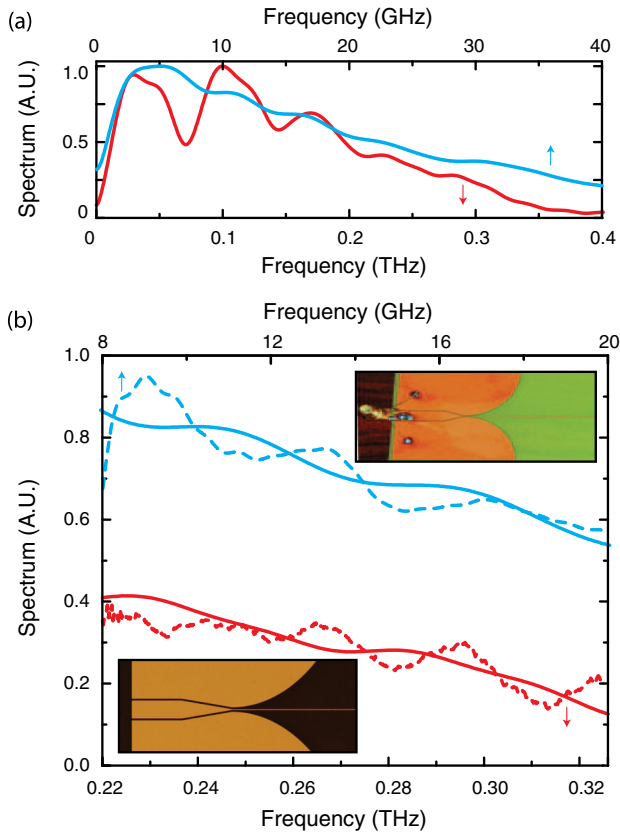 (a)
Frequency (GHz)
0 10 20 30 40
1.0
0.5
0
Spectrum (A.U.)
0 0.1 0.2 0.3 0.4
Frequency (THz)
(b)
Frequency (GHz)
8 12 16 20
1.0
0.8
0.6
0.4
0.2
0.0
Spectrum (A.U.)
0.22 0.24 0.26 0.28 0.30 0.32
Frequency (THz)